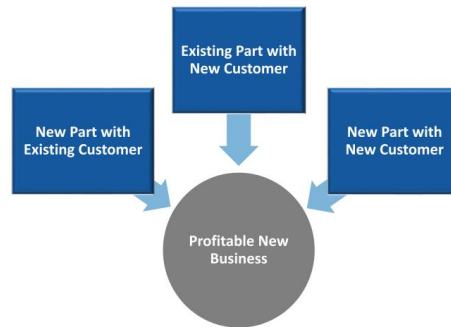 Existing Part with
New Customer
New Part with
Existing Customer
New Part with
New Customer
Profitable New
Business